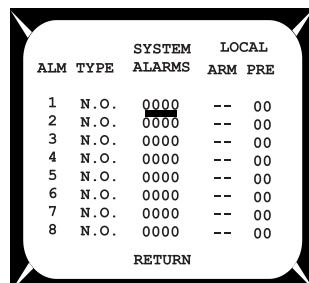 SYSTEM LOCAL
ALM TYPE ALARMS ARM PRE
1 N.O. 0000 -- 00
2 N.O. 0000 -- 00
3 N.O. 0000 -- 00
4 N.O. 0000 -- 00
5 N.O. 0000 -- 00
6 N.O. 0000 -- 00
7 N.O. 0000 -- 00
8 N.O. 0000 -- 00
RETURN